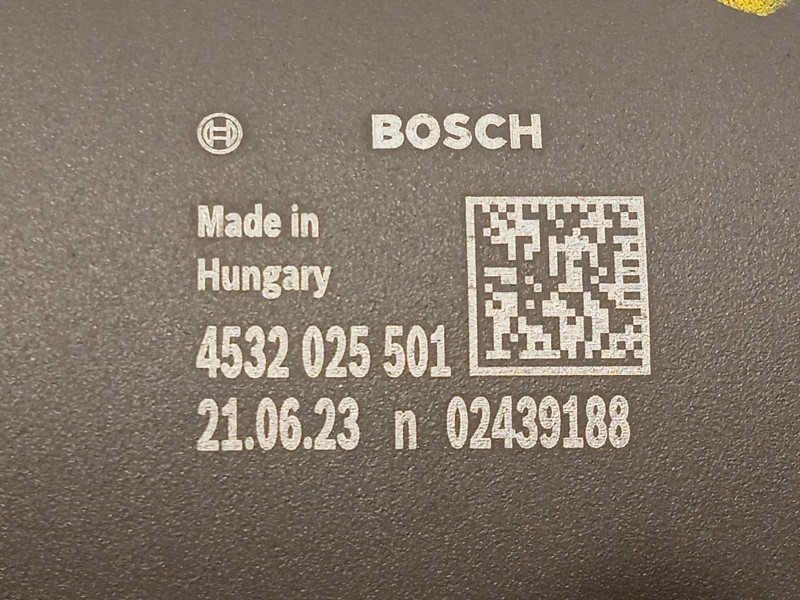 BOSCH
Made in
Hungary
4532 025 501
21.06.23 n 02439188